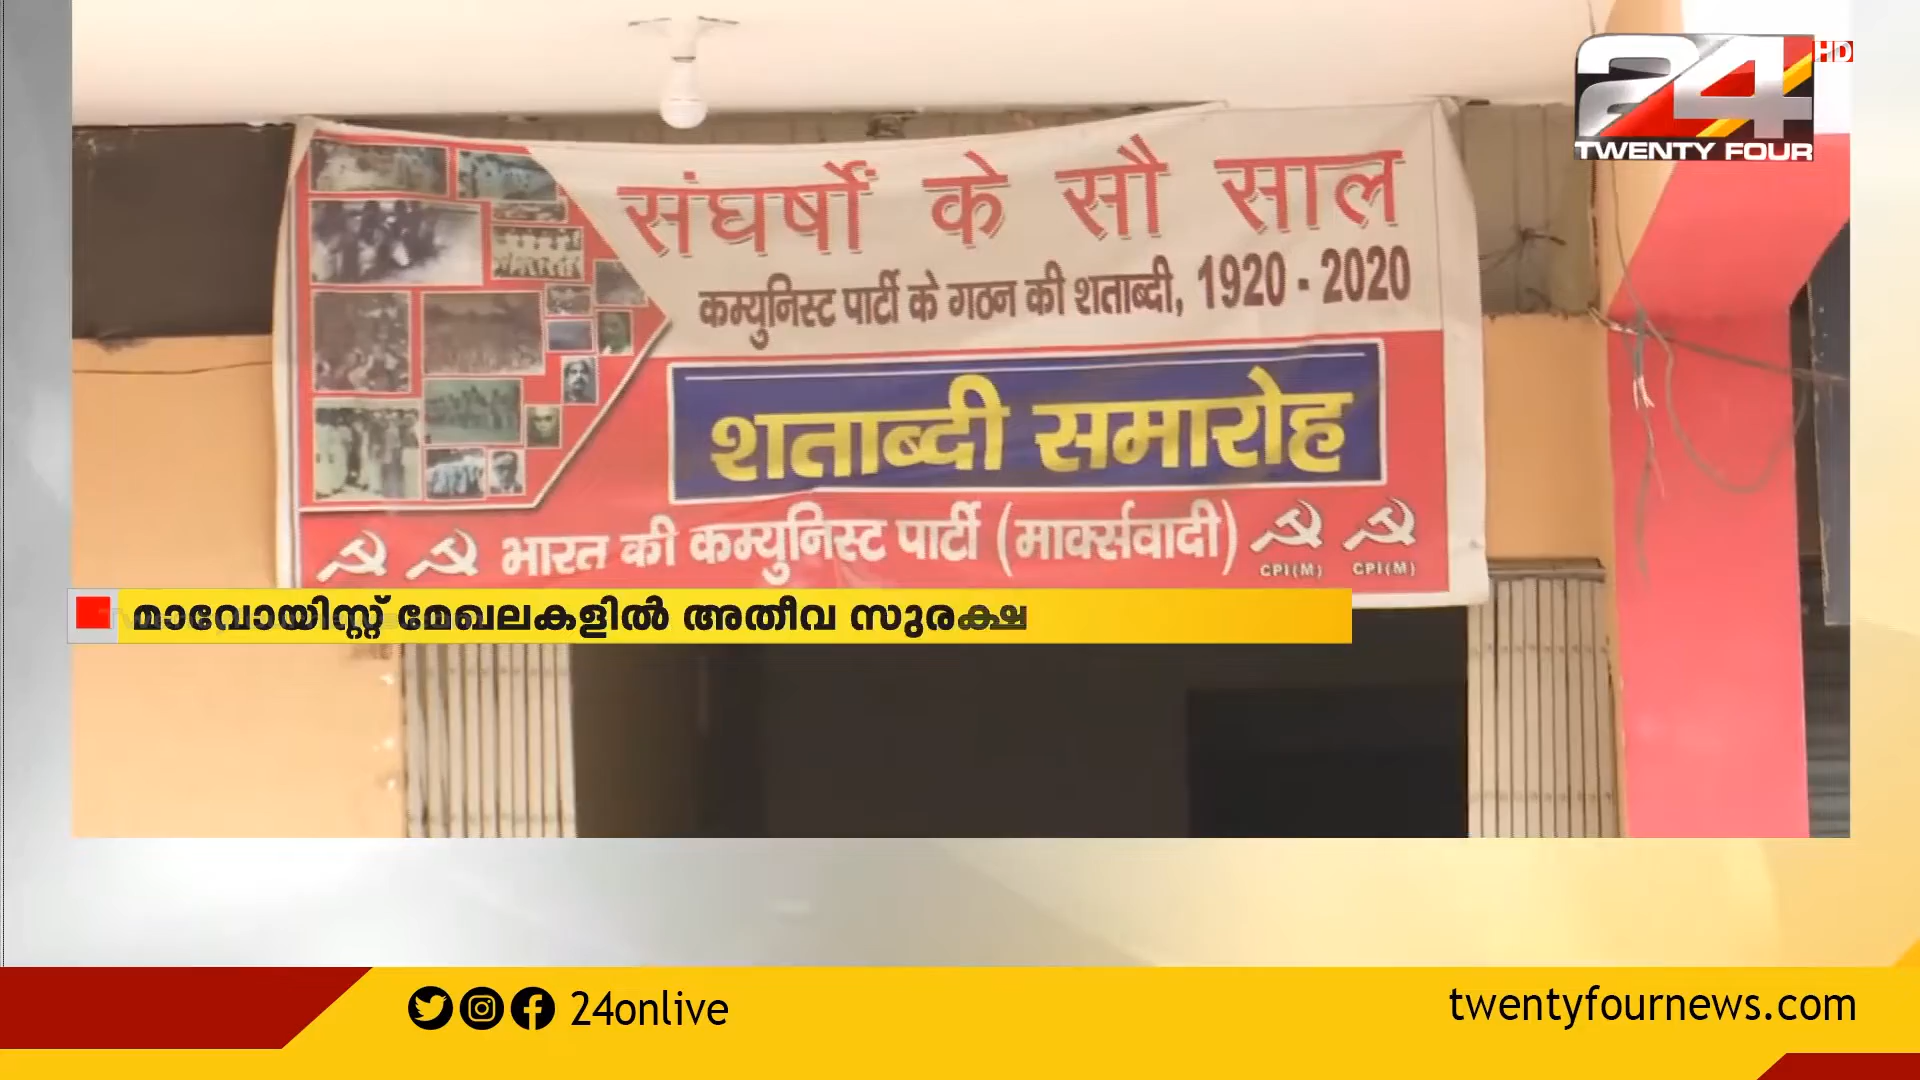 24 HD
TWENTY FOUR
संघर्षों के सौ साल
कम्युनिस्ट पार्टी के गठन की शताब्दी, 1920 - 2020
शताब्दी समारोह
भारत की कम्युनिस्ट पार्टी (मार्क्सवादी)
CPI(M) CPI(M)
മാവോയിസ്റ്റ് മേഖലകളിൽ അതീവ സുരക്ഷ
24onlive
twentyfournews.com